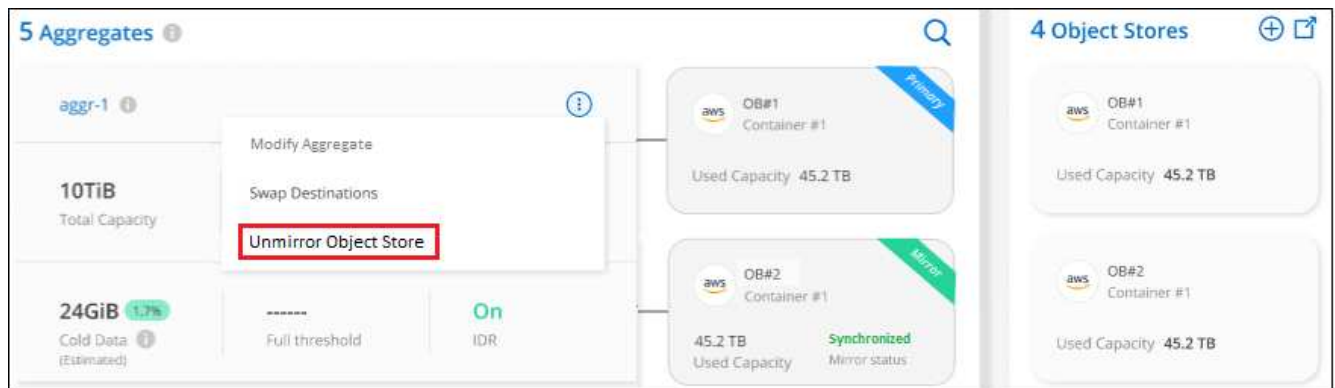 5 Aggregates
aggr-1
Modify Aggregate
Swap Destinations
Unmirror Object Store
10TiB
Total Capacity
24GiB 1.7%
Cold Data
(Estimated)
------
Full threshold
On
IDR
Primary
aws
OB#1
Container #1
Used Capacity 45.2 TB
Mirror
aws
OB#2
Container #1
45.2 TB
Used Capacity
Synchronized
Mirror status
4 Object Stores
aws
OB#1
Container #1
Used Capacity 45.2 TB
aws
OB#2
Container #1
Used Capacity 45.2 TB